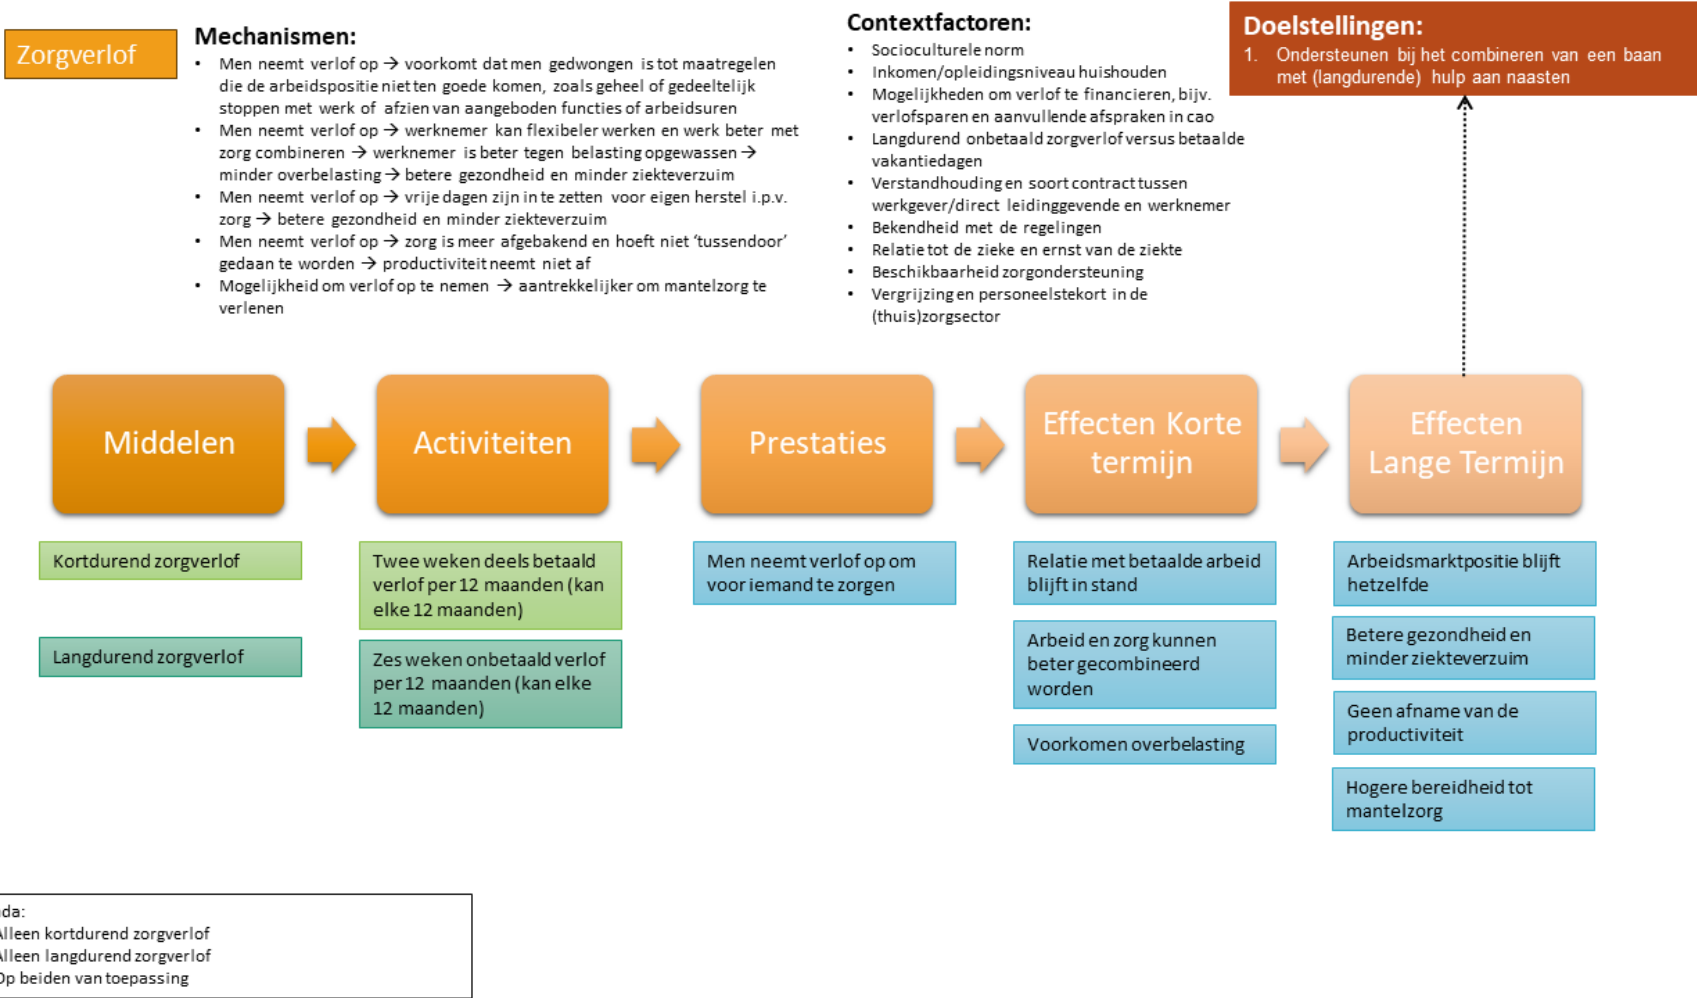 Zorgverlof
Mechanismen:
• Men neemt verlof op → voorkomt dat men gedwongen is tot maatregelen
die de arbeidspositie niet ten goede komen, zoals geheel of gedeeltelijk
stoppen met werk of afzien van aangeboden functies of arbeidsuren
• Men neemt verlof op → werknemer kan flexibeler werken en werk beter met
zorg combineren → werknemer is beter tegen belasting opgewassen →
minder overbelasting → betere gezondheid en minder ziekteverzuim
• Men neemt verlof op → vrije dagen zijn in te zetten voor eigen herstel i.p.v.
zorg → betere gezondheid en minder ziekteverzuim
• Men neemt verlof op → zorg is meer afgebakend en hoeft niet ‘tussendoor’
gedaan te worden → productiviteit neemt niet af
• Mogelijkheid om verlof op te nemen → aantrekkelijker om mantelzorg te
verlenen
Contextfactoren:
• Socioculturele norm
• Inkomen/opleidingsniveau huishouden
• Mogelijkheden om verlof te financieren, bijv.
verlofsparen en aanvullende afspraken in cao
• Langdurend onbetaald zorgverlof versus betaalde
vakantiedagen
• Verstandhouding en soort contract tussen
werkgever/direct leidinggevende en werknemer
• Bekendheid met de regelingen
• Relatie tot de zieke en ernst van de ziekte
• Beschikbaarheid zorgondersteuning
• Vergrijzing en personeelstekort in de
(thuis)zorgsector
Doelstellingen:
1. Ondersteunen bij het combineren van een baan
met (langdurende) hulp aan naasten
Middelen
Activiteiten
Prestaties
Effecten Korte
termijn
Effecten
Lange Termijn
Kortdurend zorgverlof
Langdurend zorgverlof
Twee weken deels betaald
verlof per 12 maanden (kan
elke 12 maanden)
Zes weken onbetaald verlof
per 12 maanden (kan elke
12 maanden)
Men neemt verlof op om
voor iemand te zorgen
Relatie met betaalde arbeid
blijft in stand
Arbeid en zorg kunnen
beter gecombineerd
worden
Voorkomen overbelasting
Arbeidsmarktpositie blijft
hetzelfde
Betere gezondheid en
minder ziekteverzuim
Geen afname van de
productiviteit
Hogere bereidheid tot
mantelzorg
da:
Alleen kortdurend zorgverlof
Alleen langdurend zorgverlof
Op beiden van toepassing